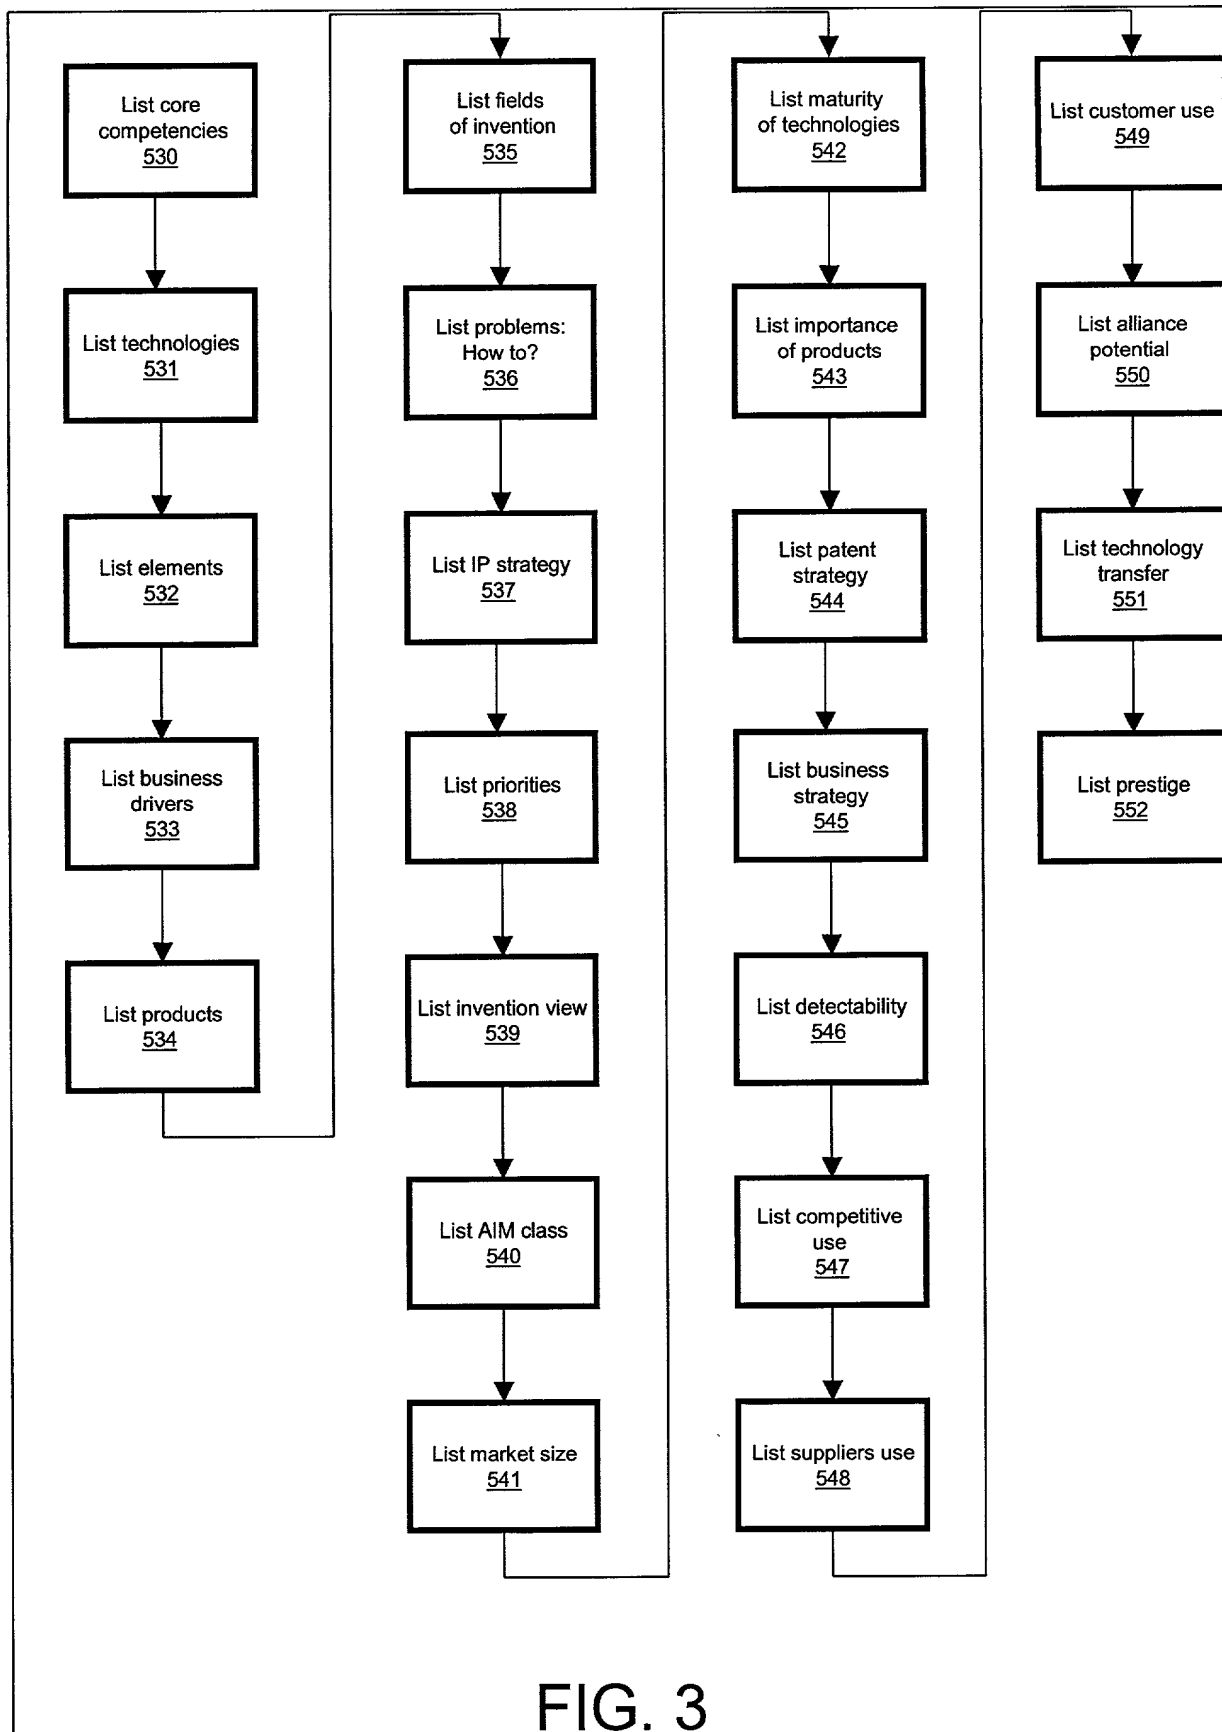 List core
competencies
530
List technologies
531
List elements
532
List business
drivers
533
List products
534
List fields
of invention
535
List problems:
How to?
536
List IP strategy
537
List priorities
538
List invention view
539
List AIM class
540
List market size
541
List maturity
of technologies
542
List importance
of products
543
List patent
strategy
544
List business
strategy
545
List detectability
546
List competitive
use
547
List suppliers use
548
List customer use
549
List alliance
potential
550
List technology
transfer
551
List prestige
552
FIG. 3